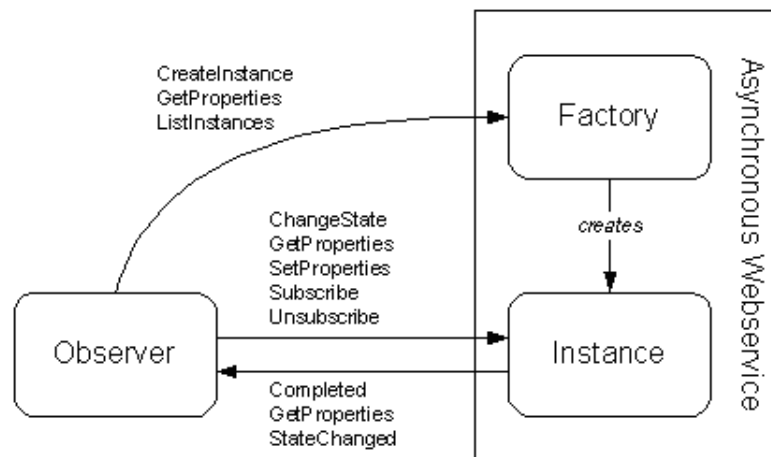 CreateInstance
GetProperties
ListInstances
Factory
Asynchronous Webservice
creates
ChangeState
GetProperties
SetProperties
Subscribe
Unsubscribe
Observer
Instance
Completed
GetProperties
StateChanged